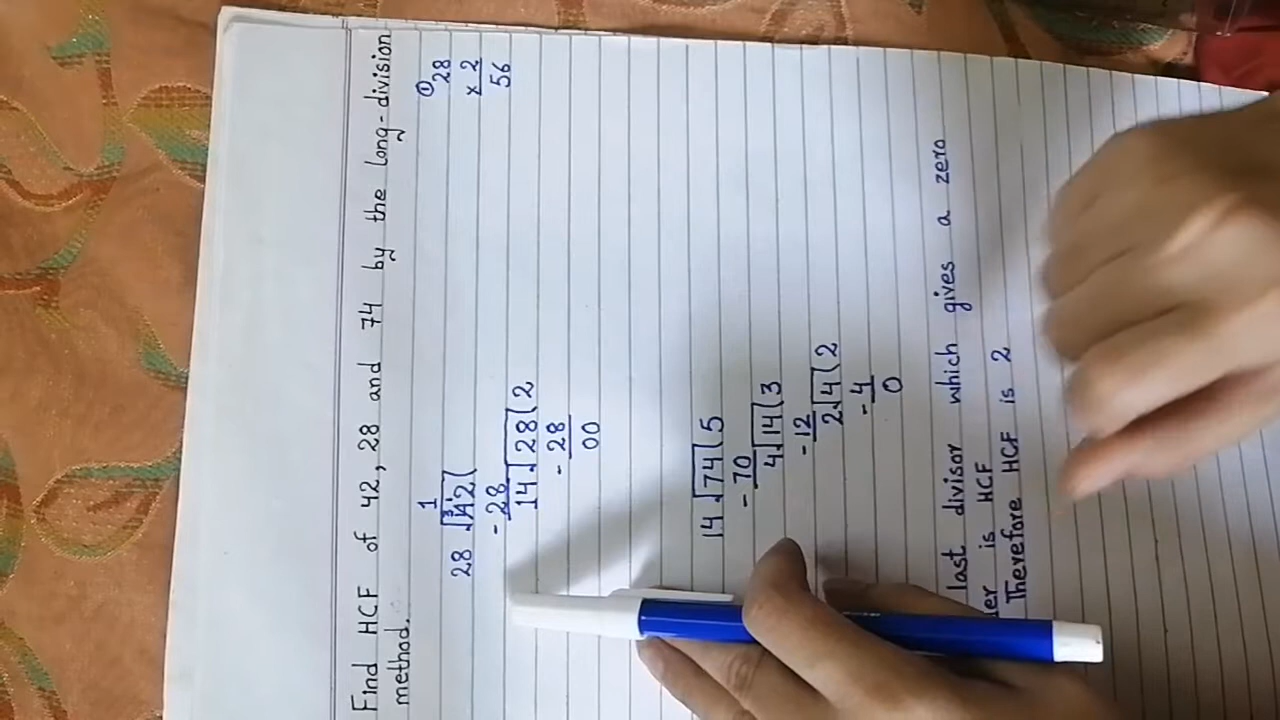 Find HCF of 42, 28 and 74 by the long-division
method.
1
28 42(
- 28
14 28(2
- 28
00
1
28
x 2
56
14 74(5
- 70
4 14(3
-12
2 4(2
- 4
0
last divisor which gives a zero
er is HCF
Therefore HCF is 2